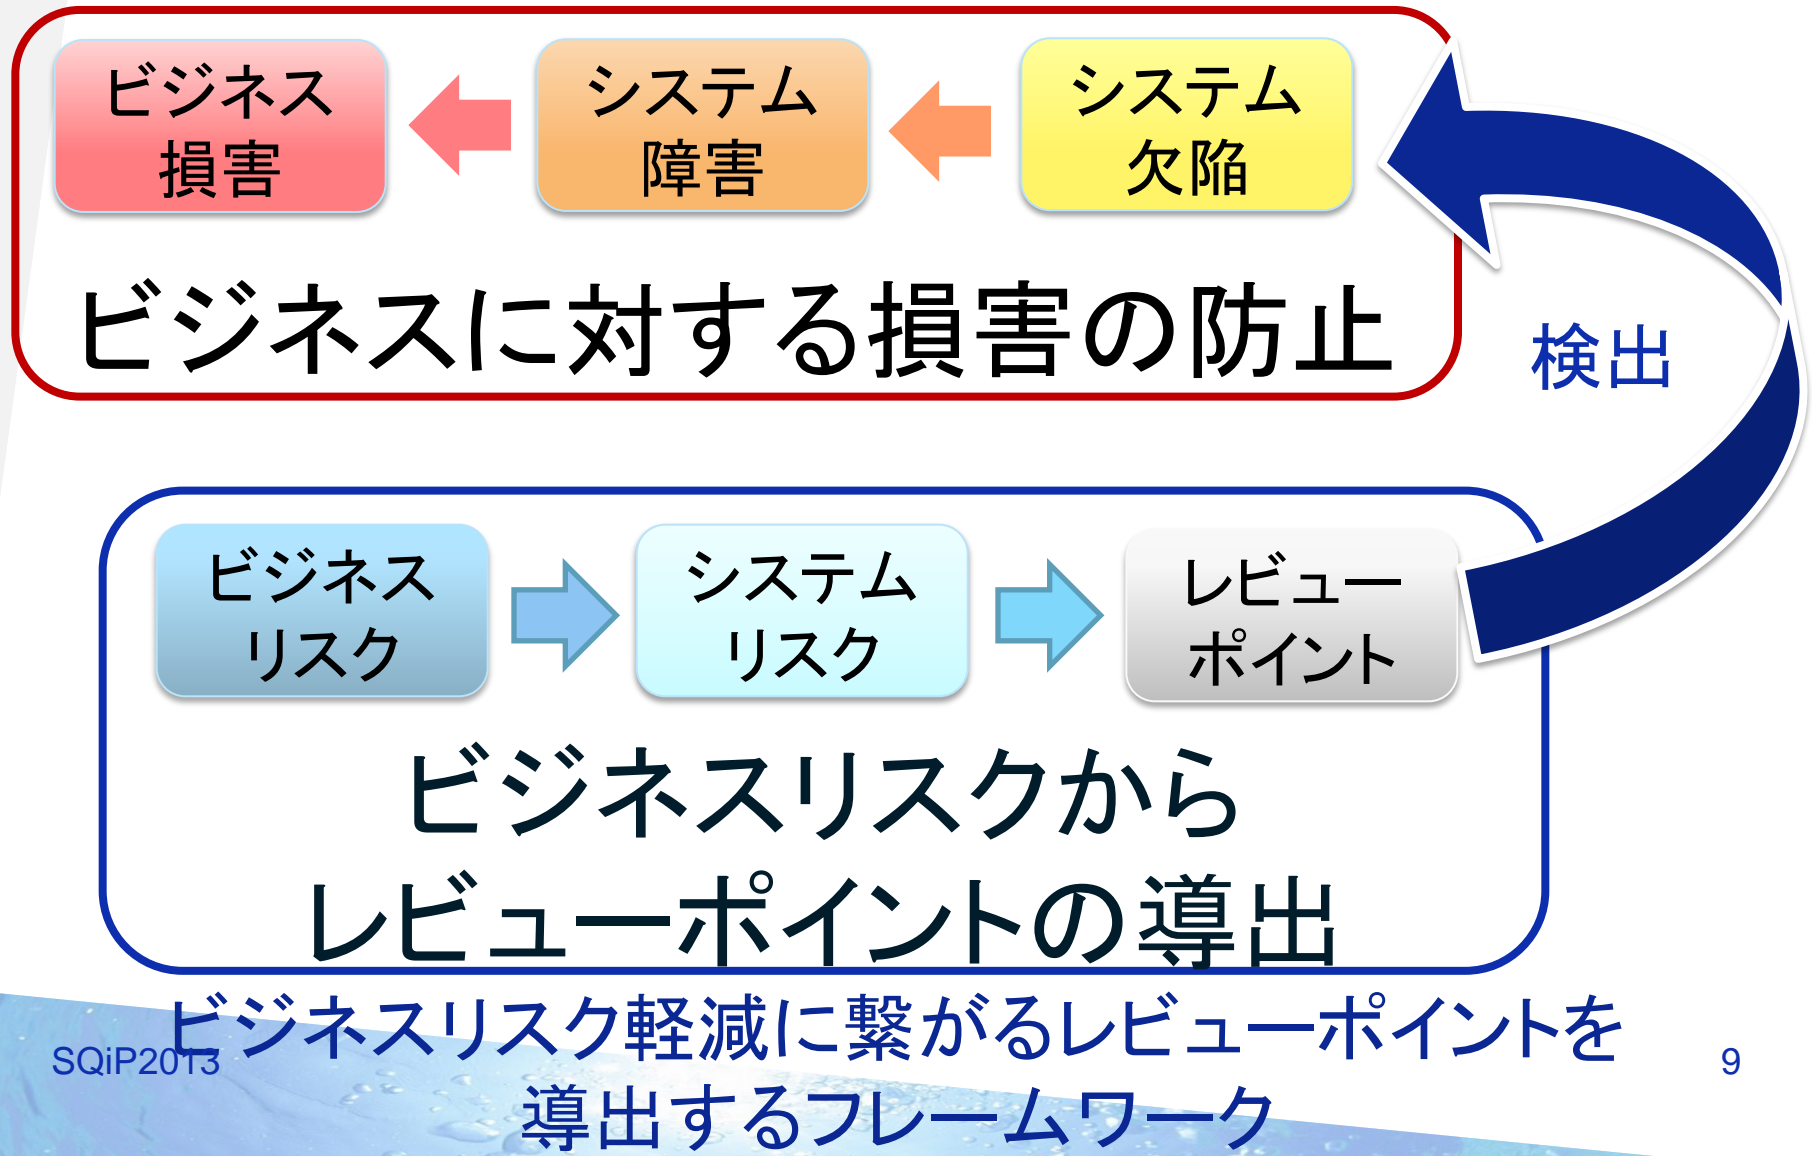 ビジネス
損害
システム
障害
システム
欠陥
ビジネスに対する損害の防止
検出
ビジネス
リスク
システム
リスク
レビュー
ポイント
ビジネスリスクから
レビューポイントの導出
ビジネスリスク軽減に繋がるレビューポイントを
導出するフレームワーク
SQiP2013
9